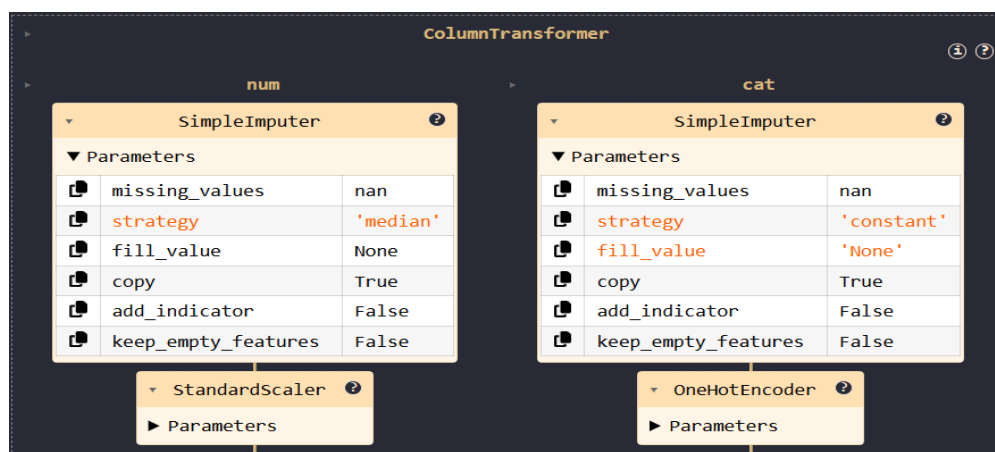 ColumnTransformer
num
SimpleImputer
Parameters
missing_values nan
strategy 'median'
fill_value None
copy True
add_indicator False
keep_empty_features False
StandardScaler
Parameters
cat
SimpleImputer
Parameters
missing_values nan
strategy 'constant'
fill_value 'None'
copy True
add_indicator False
keep_empty_features False
OneHotEncoder
Parameters